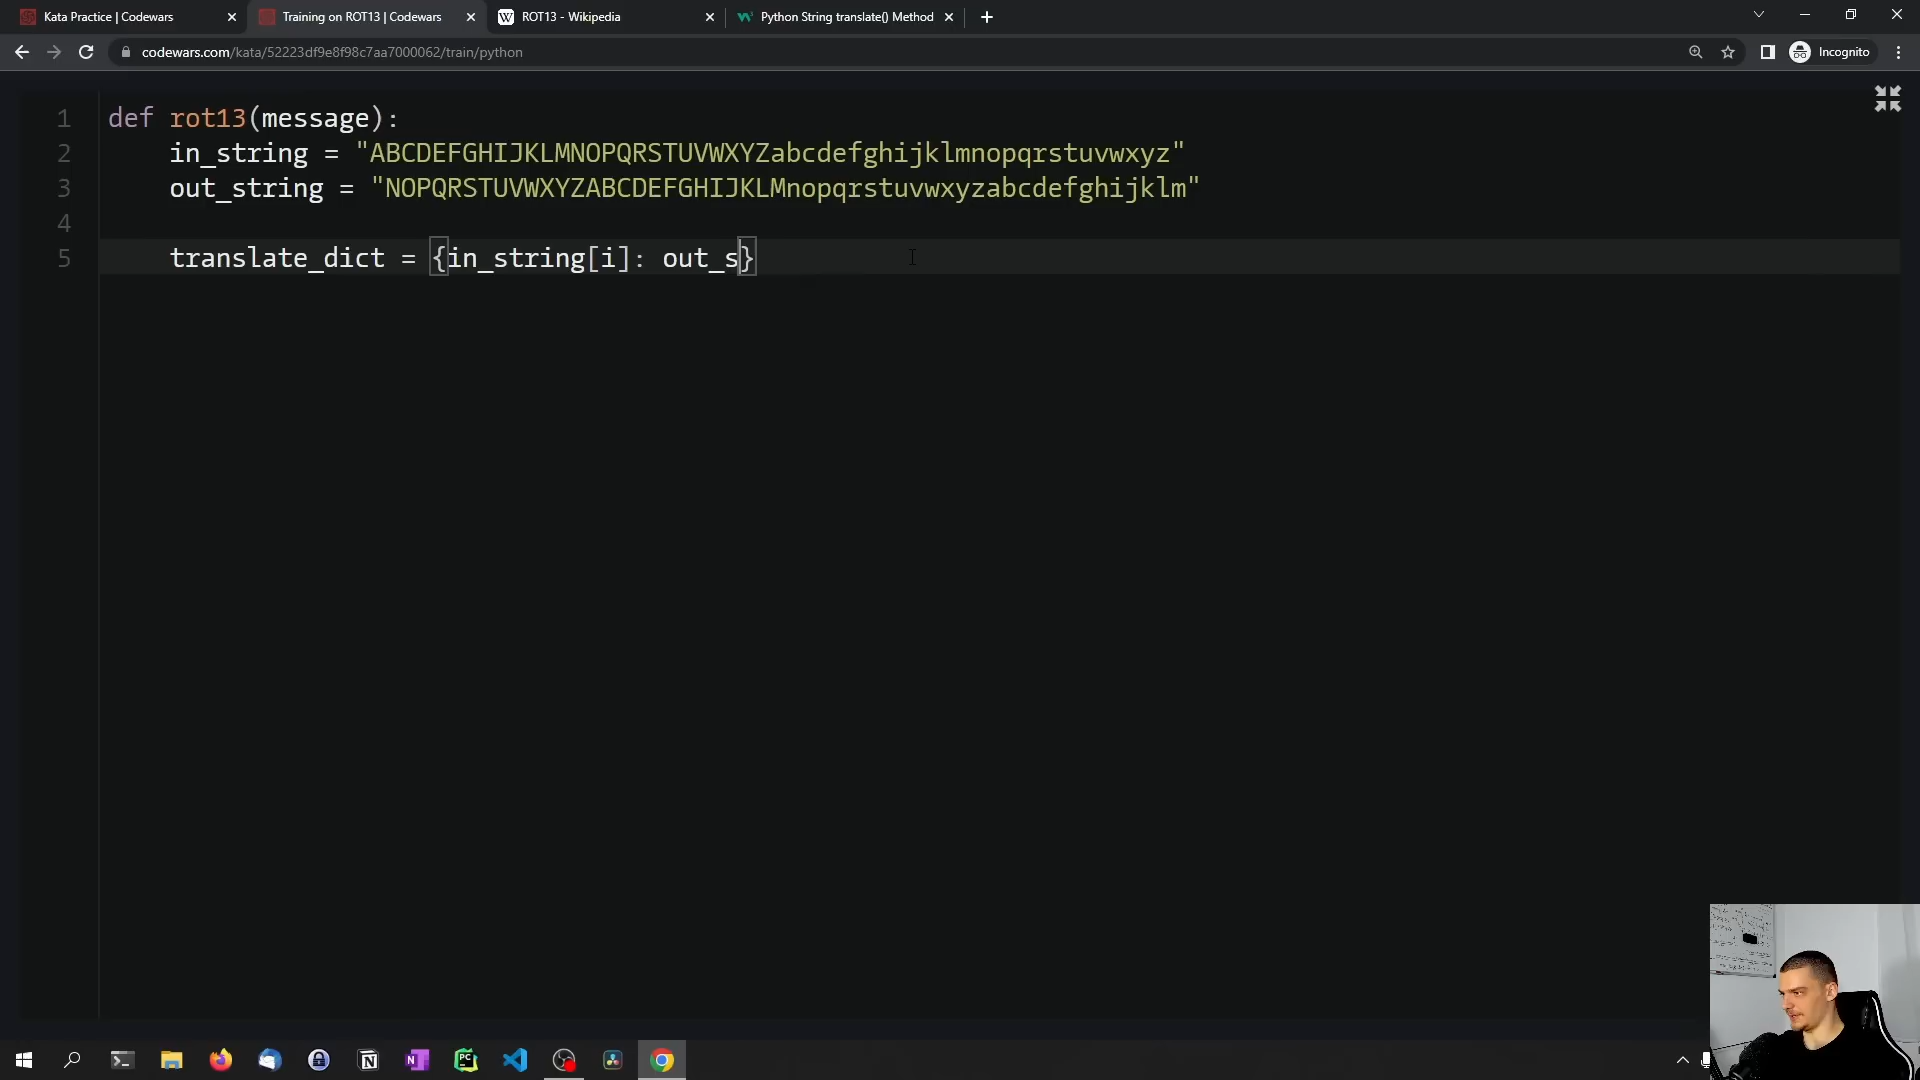 Kata Practice | Codewars
Training on ROT13 | Codewars
ROT13 - Wikipedia
Python String translate() Method
codewars.com/kata/52223df9e8f98c7aa7000062/train/python
Incognito
1 def rot13(message):
2 in_string = "ABCDEFGHIJKLMNOPQRSTUVWXYZabcdefghijklmnopqrstuvwxyz"
3 out_string = "NOPQRSTUVWXYZABCDEFGHIJKLMnopqrstuvwxyzabcdefghijklm"
4
5 translate_dict = {in_string[i]: out_s}